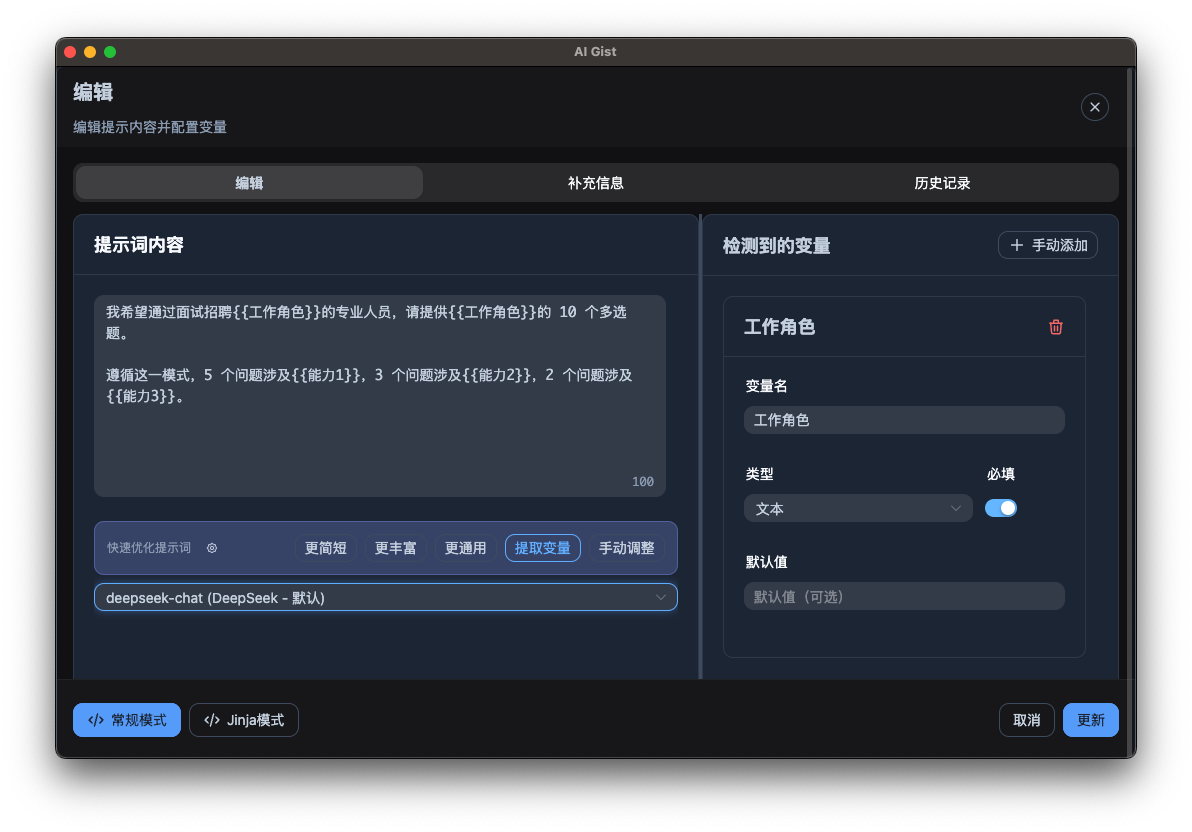 AI Gist
编辑
编辑提示内容并配置变量
编辑
补充信息
历史记录
提示词内容
我希望通过面试招聘{{工作角色}}的专业人员，请提供{{工作角色}}的 10 个多选
题。
遵循这一模式，5 个问题涉及{{能力1}}，3 个问题涉及{{能力2}}，2 个问题涉及
{{能力3}}。
100
快速优化提示词
更简短
更丰富
更通用
提取变量
手动调整
deepseek-chat (DeepSeek - 默认)
检测到的变量
手动添加
工作角色
变量名
工作角色
类型
必填
文本
默认值
默认值（可选）
</> 常规模式
</> Jinja模式
取消
更新